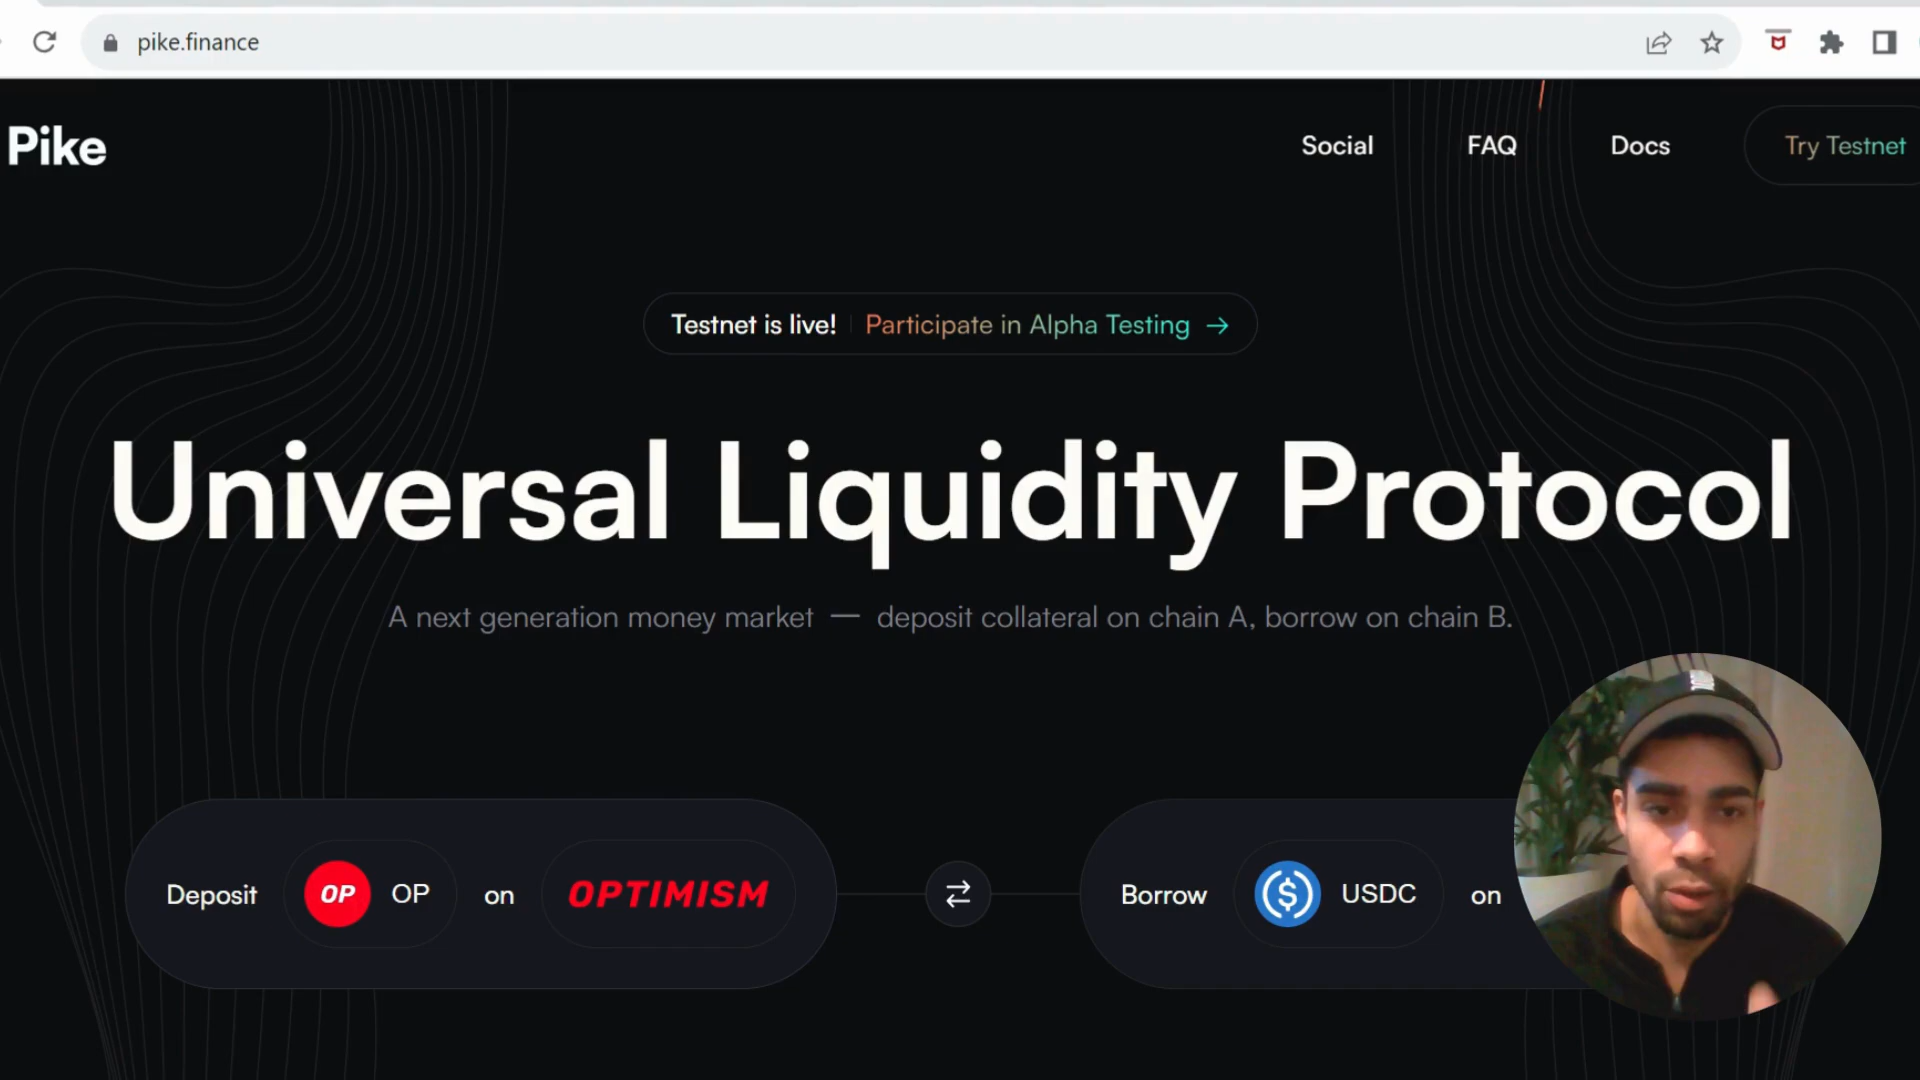 pike.finance
Pike
Social FAQ Docs Try Testnet
Testnet is live! Participate in Alpha Testing →
Universal Liquidity Protocol
A next generation money market — deposit collateral on chain A, borrow on chain B.
Deposit OP OP on OPTIMISM Borrow USDC on